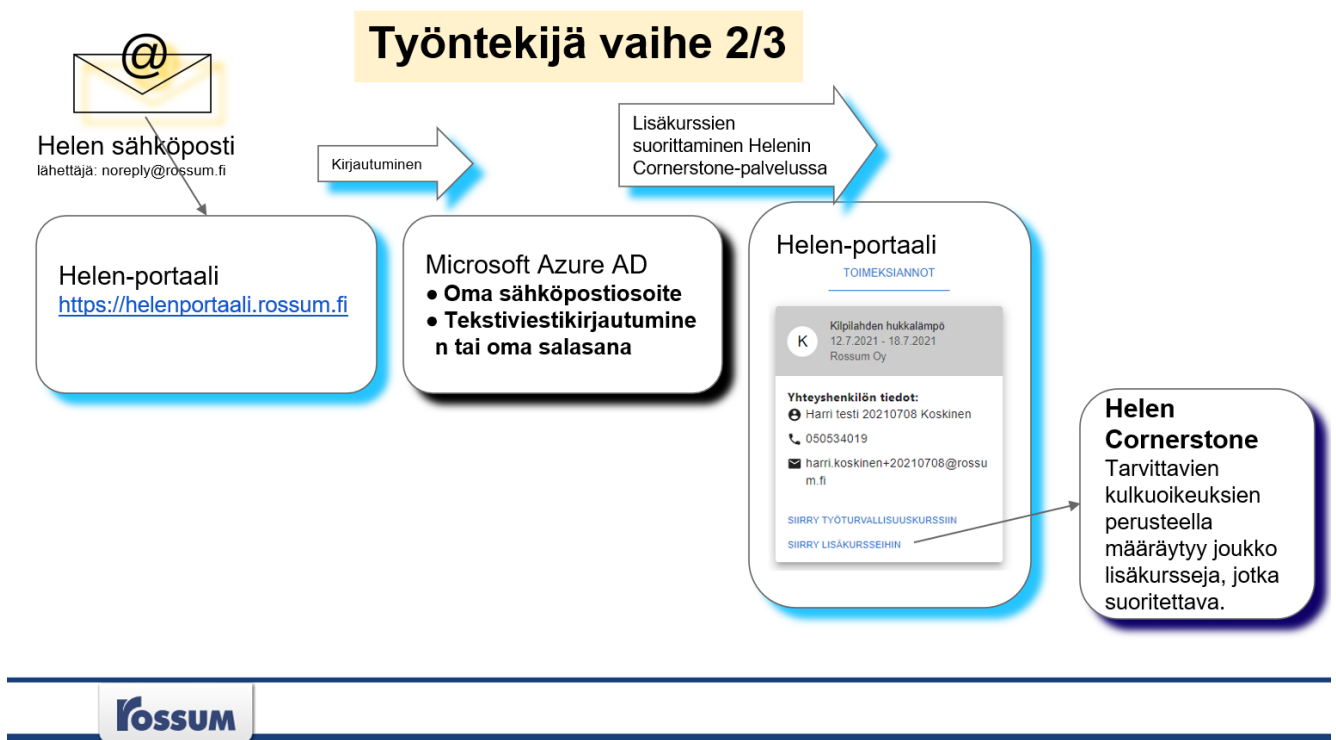 Työntekijä vaihe 2/3
@
Helen sähköposti
lähettäjä: noreply@rossum.fi
Kirjautuminen
Lisäkurssien
suorittaminen Helenin
Cornerstone-palvelussa
Helen-portaali
https://helenportaali.rossum.fi
Microsoft Azure AD
● Oma sähköpostiosoite
● Tekstiviestikirjautumine
n tai oma salasana
Helen-portaali
TOIMEKSIANNOT
K
Kilpilahden hukkalämpö
12.7.2021 - 18.7.2021
Rossum Oy
Yhteyshenkilön tiedot:
Harri testi 20210708 Koskinen
050534019
harri.koskinen+20210708@rossu
m.fi
SIIRRY TYÖTURVALLISUUSKURSSIIN
SIIRRY LISÄKURSSEIHIN
Helen
Cornerstone
Tarvittavien
kulkuoikeuksien
perusteella
määräytyy joukko
lisäkursseja, jotka
suoritettava.
rossum